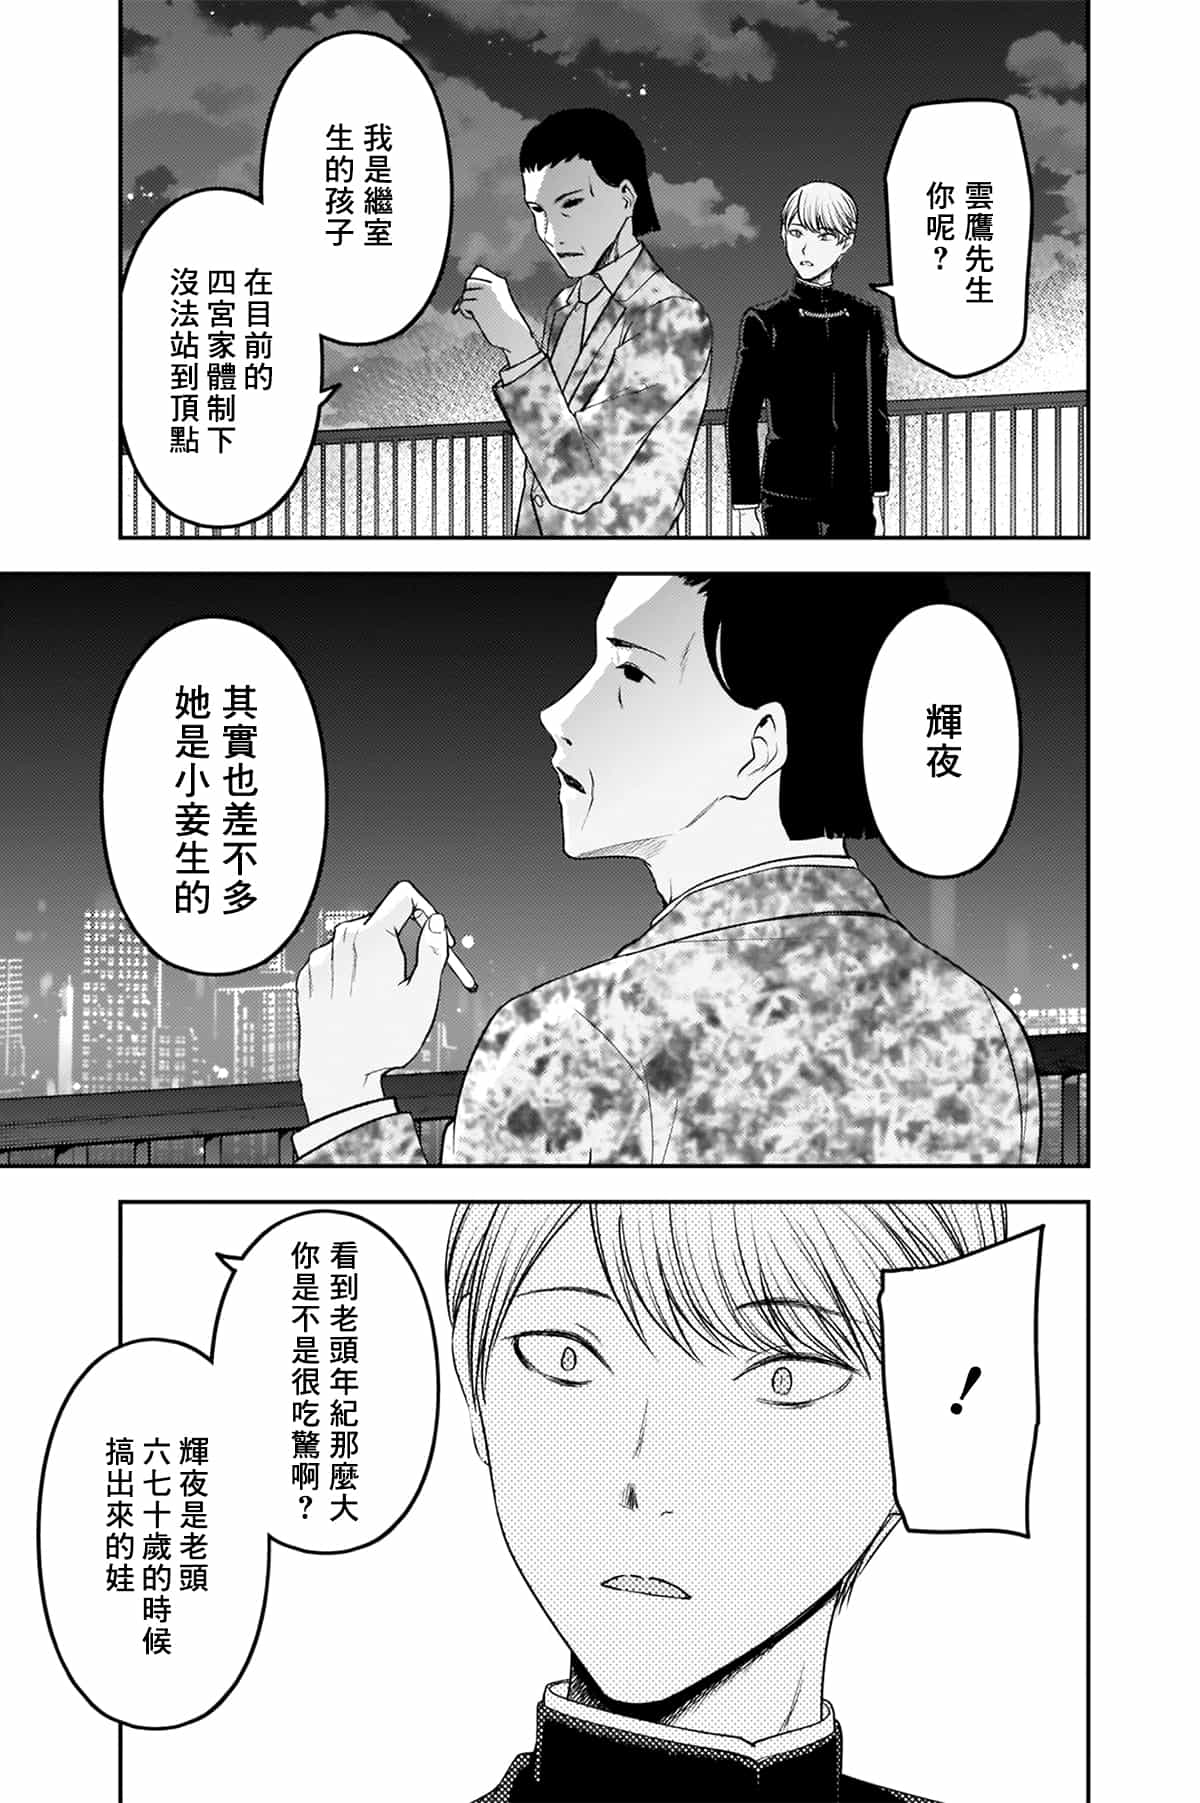 雲鷹先生
你呢？
我是繼室
生的孩子
在目前的
四宮家體制下
沒法站到頂點
輝夜
其實也差不多
她是小妾生的
！
看到老頭年紀那麼大
你是不是很吃驚啊？
輝夜是老頭
六七十歲的時候
搞出來的娃